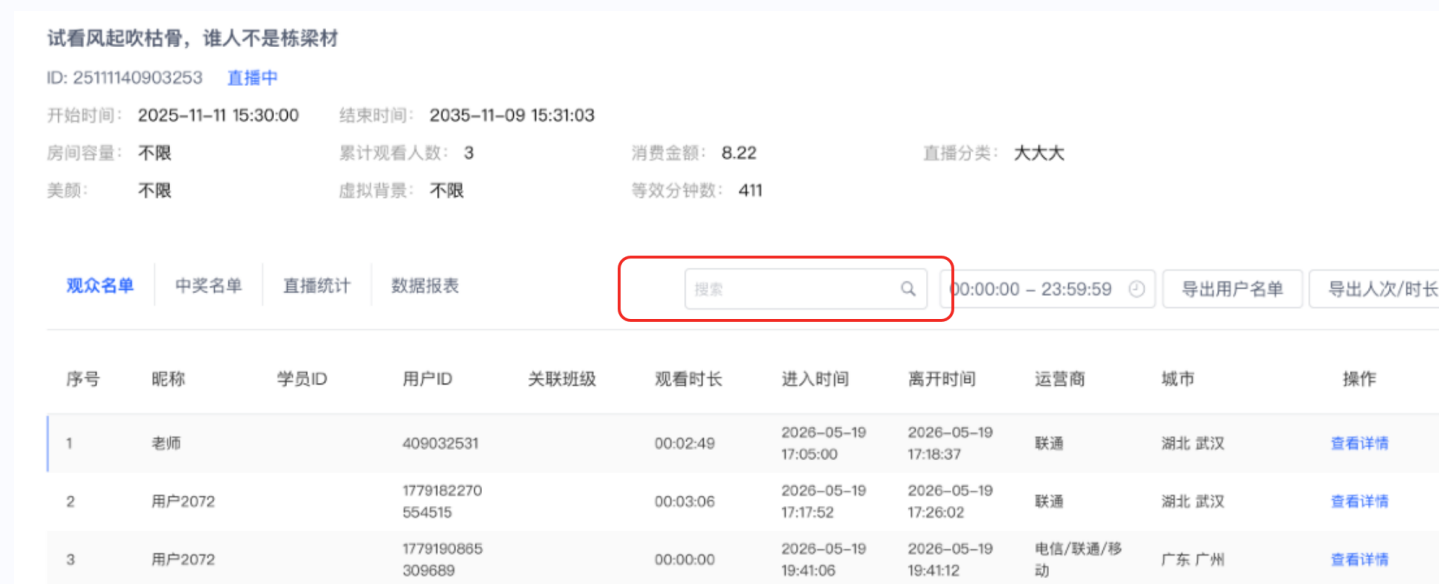 试看风起吹枯骨，谁人不是栋梁材
ID: 25111140903253 直播中
开始时间： 2025-11-11 15:30:00 结束时间： 2035-11-09 15:31:03
房间容量： 不限 累计观看人数： 3 消费金额： 8.22 直播分类： 大大大
美颜： 不限 虚拟背景： 不限 等效分钟数： 411
观众名单 中奖名单 直播统计 数据报表 搜索 00:00:00 - 23:59:59 导出用户名单 导出人次/时长
序号 昵称 学员ID 用户ID 关联班级 观看时长 进入时间 离开时间 运营商 城市 操作
1 老师 409032531 00:02:49 2026-05-19 17:05:00 2026-05-19 17:18:37 联通 湖北 武汉 查看详情
2 用户2072 1779182270554515 00:03:06 2026-05-19 17:17:52 2026-05-19 17:26:02 联通 湖北 武汉 查看详情
3 用户2072 1779190865309689 00:00:00 2026-05-19 19:41:06 2026-05-19 19:41:12 电信/联通/移动 广东 广州 查看详情